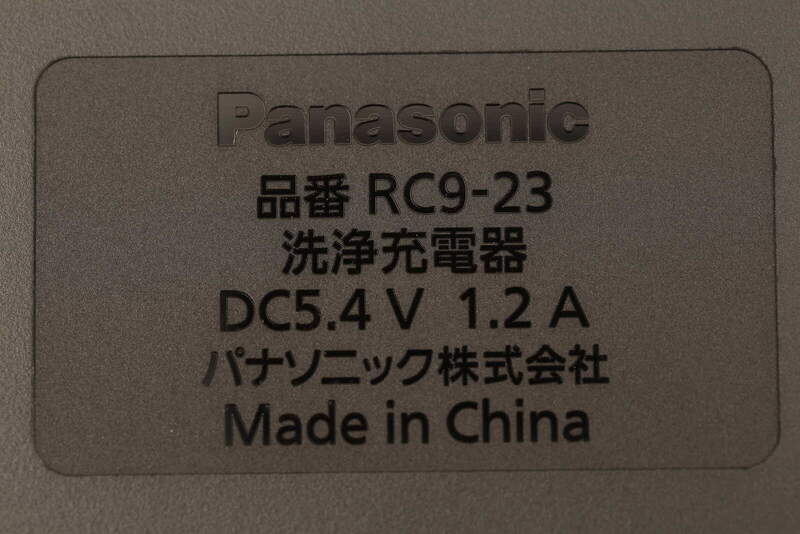 Panasonic
品番 RC9-23
洗浄充電器
DC5.4 V 1.2 A
パナソニック株式会社
Made in China